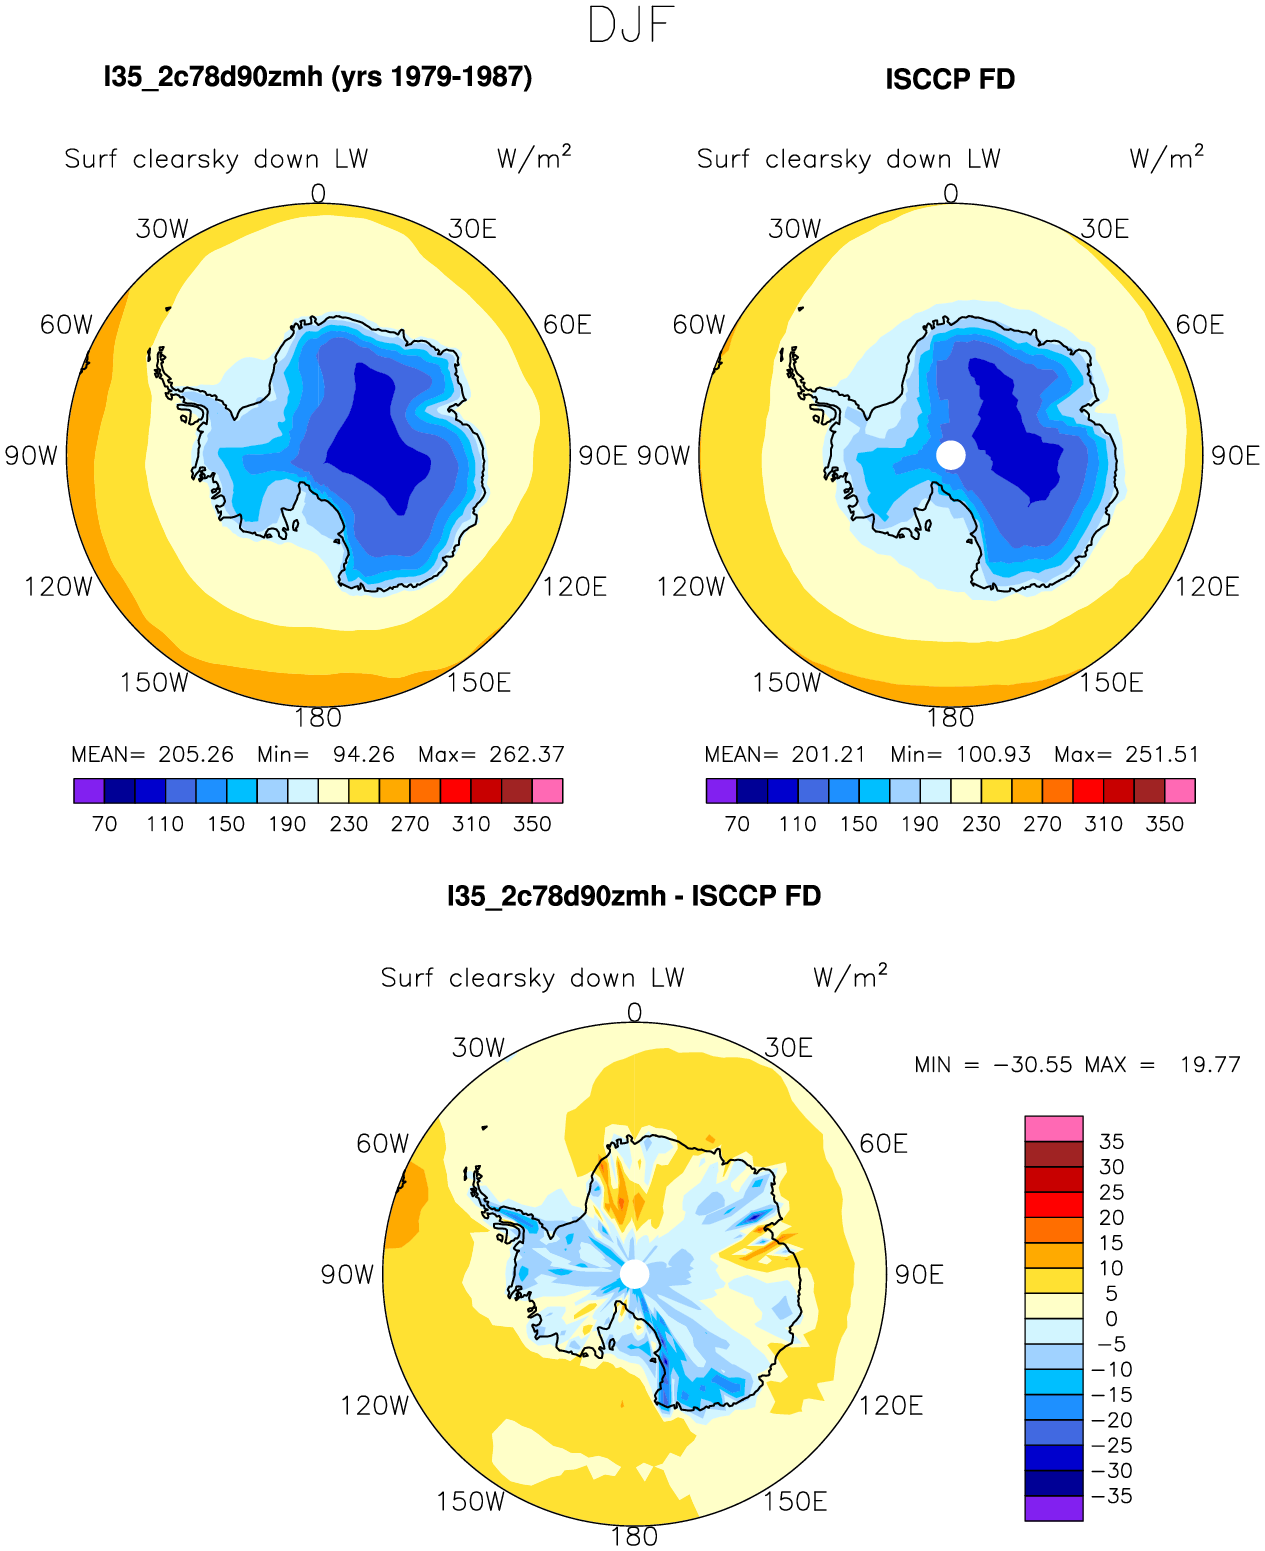 DJF
I35_2c78d90zmh (yrs 1979-1987)
ISCCP FD
Surf clearsky down LW W/m²
Surf clearsky down LW W/m²
0
30W 30E
60W 60E
90W 90E
120W 120E
150W 150E
180
0
30W 30E
60W 60E
90W 90E
120W 120E
150W 150E
180
MEAN= 205.26 Min= 94.26 Max= 262.37
70 110 150 190 230 270 310 350
MEAN= 201.21 Min= 100.93 Max= 251.51
70 110 150 190 230 270 310 350
I35_2c78d90zmh - ISCCP FD
Surf clearsky down LW W/m²
0
30W 30E
60W 60E
90W 90E
120W 120E
150W 150E
180
MIN = −30.55 MAX = 19.77
35
30
25
20
15
10
5
0
−5
−10
−15
−20
−25
−30
−35